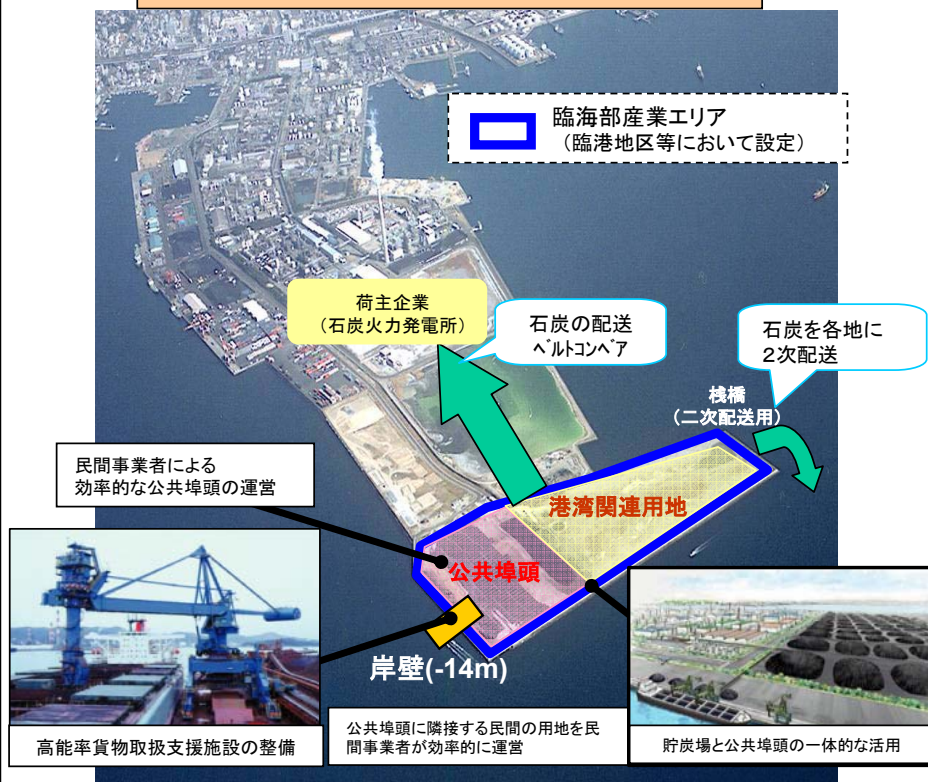 臨海部産業エリア
（臨港地区等において設定）
荷主企業
（石炭火力発電所）
石炭の配送
ﾍﾞﾙﾄｺﾝﾍﾞｱ
石炭を各地に
2次配送
桟橋
（二次配送用）
民間事業者による
効率的な公共埠頭の運営
港湾関連用地
公共埠頭
岸壁(-14m)
高能率貨物取扱支援施設の整備
公共埠頭に隣接する民間の用地を民
間事業者が効率的に運営
貯炭場と公共埠頭の一体的な活用